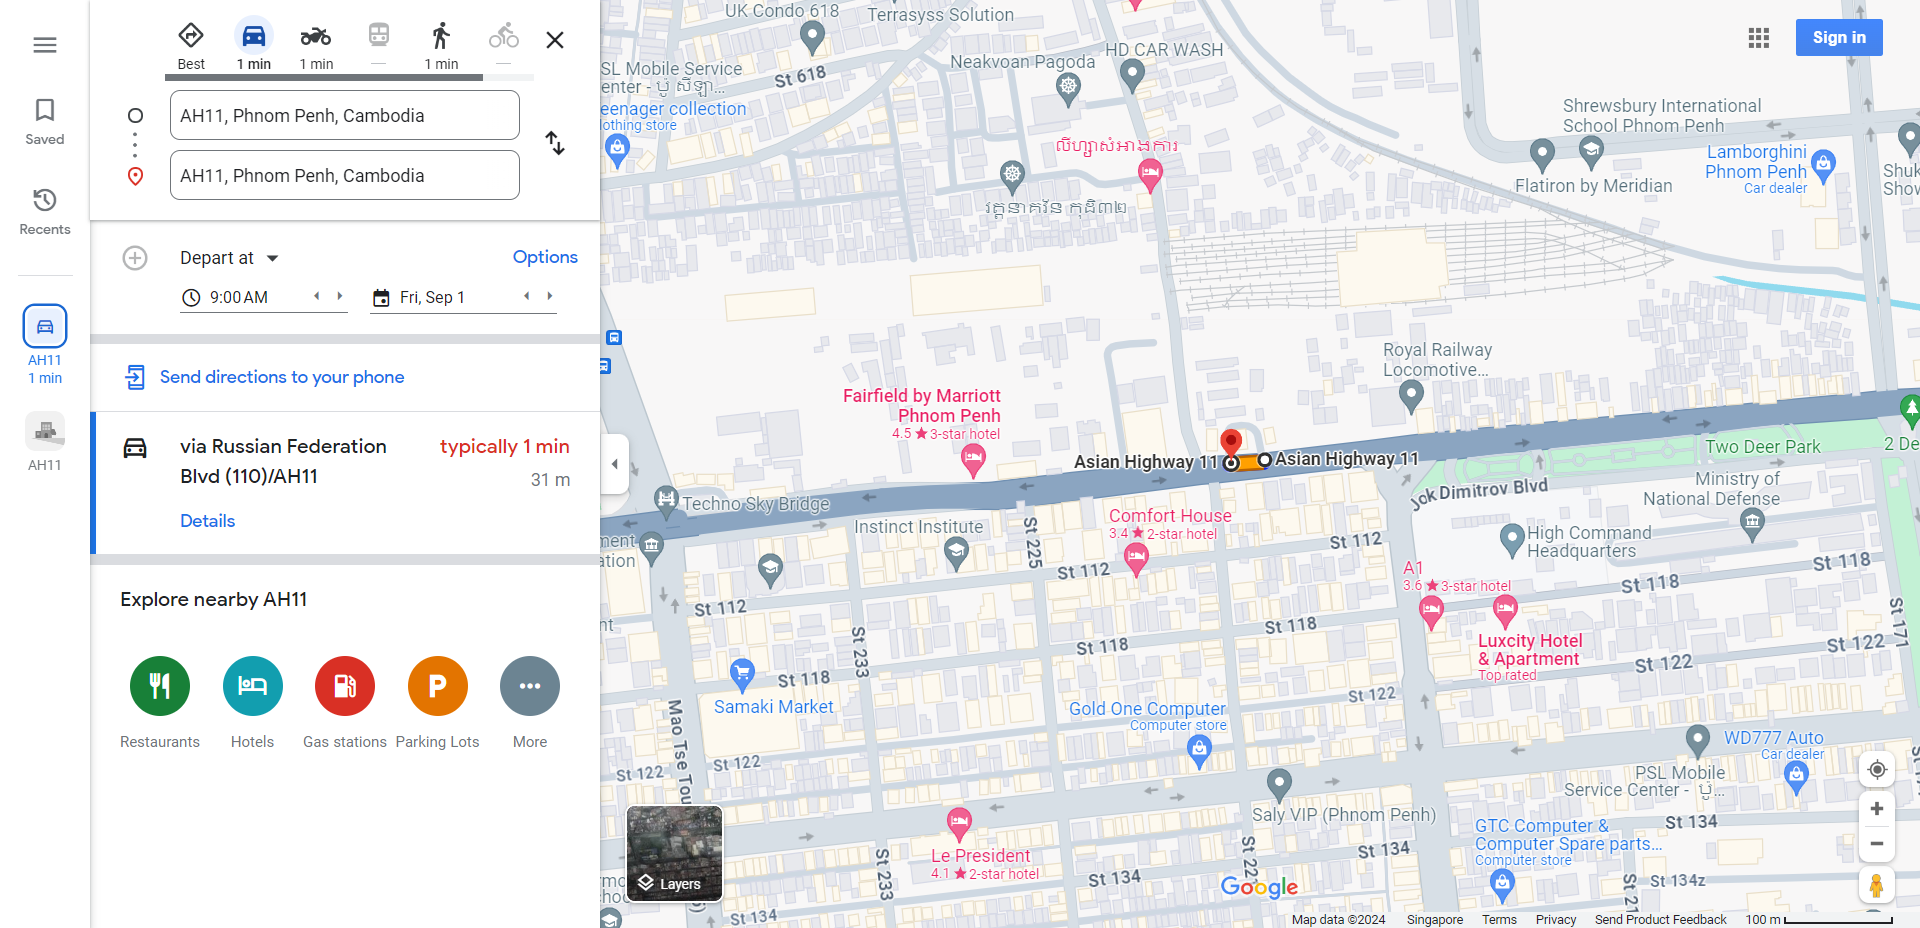 Saved
Recents
AH11
1 min
AH11
Best
1 min
1 min
—
1 min
—
AH11, Phnom Penh, Cambodia
AH11, Phnom Penh, Cambodia
Depart at
Options
9:00 AM
Fri, Sep 1
Send directions to your phone
via Russian Federation
Blvd (110)/AH11
typically 1 min
31 m
Details
Explore nearby AH11
Restaurants
Hotels
Gas stations
Parking Lots
More
Sign in
UK Condo 618
Terrasyss Solution
HD CAR WASH
Neakvoan Pagoda
St 618
SL Mobile Service
enter - ប៉ូ ស៊ីឡា...
eenager collection
lothing store
លីហ្សាសំអាងការ
វត្តនាគវ័ន កុដិ៣២
Shrewsbury International
School Phnom Penh
Flatiron by Meridian
Lamborghini
Phnom Penh
Car dealer
Shuk
Show
Royal Railway
Locomotive...
Fairfield by Marriott
Phnom Penh
4.5 ★ 3-star hotel
Asian Highway 11
Asian Highway 11
Two Deer Park
2 De
Ministry of
National Defense
Jok Dimitrov Blvd
Techno Sky Bridge
Instinct Institute
ment
ation
St 225
Comfort House
3.4 ★ 2-star hotel
St 112
St 112
St 112
High Command
Headquarters
A1
3.6 ★ 3-star hotel
St 118
St 118
Luxcity Hotel
& Apartment
Top rated
St 171
St 122
St 122
nt
St 233
St 118
St 118
St 118
Samaki Market
Mao Tse Tou
St 122
St 122
St 122
Gold One Computer
Computer store
WD777 Auto
Car dealer
PSL Mobile
Service Center - ប៉ូ...
Saly VIP (Phnom Penh)
GTC Computer &
Computer Spare parts...
Computer store
St 134
St 134
St 134
St 134
St 134z
St 233
St 22
St 21
Le President
4.1 ★ 2-star hotel
Layers
Google
Map data ©2024
Singapore
Terms
Privacy
Send Product Feedback
100 m